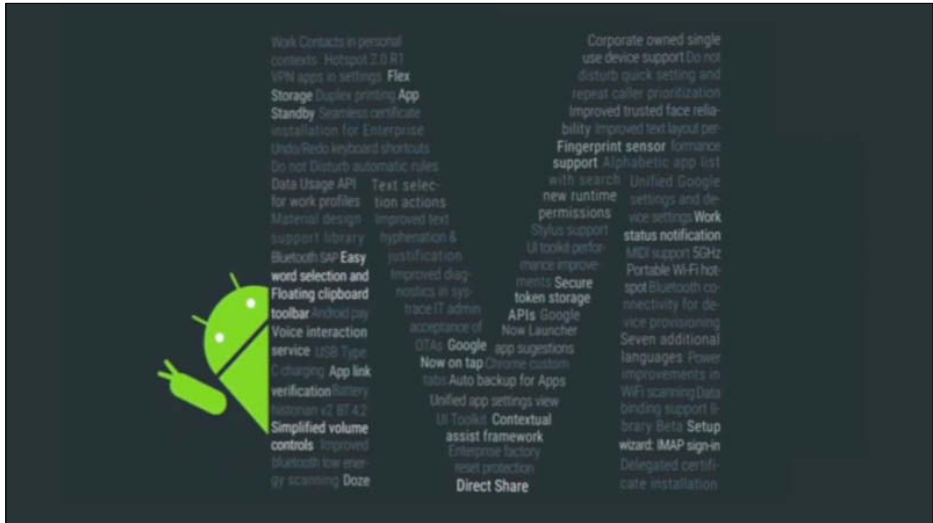 Work Contacts in personal
contexts Hotspot 2.0 R1
VPN apps in settings Flex
Storage Duplex printing App
Standby Seamless certificate
installation for Enterprise
Undo/Redo keyboard shortcuts
Do not Disturb automatic rules
Data Usage API
for work profiles
Material design
support library
Bluetooth SAP Easy
word selection and
Floating clipboard
toolbar Android pay
Voice interaction
service USB Type
C charging App link
verification Battery
historian v2 BT 4.2
Simplified volume
controls Improved
bluetooth low ener-
gy scanning Doze
Text selec-
tion actions
Improved text
hyphenation &
justification
Improved diag-
nostics in sys-
trace IT admin
acceptance of
OTAs Google
Now on tap Chrome custom
tabs Auto backup for Apps
Unified app settings view
UI Toolkit Contextual
assist framework
Enterprise factory
reset protection
Direct Share
Corporate owned single
use device support Do not
disturb quick setting and
repeat caller prioritization
Improved trusted face relia-
bility Improved text layout per-
Fingerprint sensor formance
support Alphabetic app list
with search
new runtime
permissions
Stylus support
UI toolkit perfor-
mance improve-
ments Secure
token storage
APIs Google
Now Launcher
app sugestions
Unified Google
settings and de-
vice settings Work
status notification
MIDI support 5GHz
Portable Wi-Fi hot-
spot Bluetooth co-
nnectivity for de-
vice provisioning
Seven additional
languages Power
improvements in
WiFi scanning Data
binding support li-
brary Beta Setup
wizard: IMAP sign-in
Delegated certifi-
cate installation